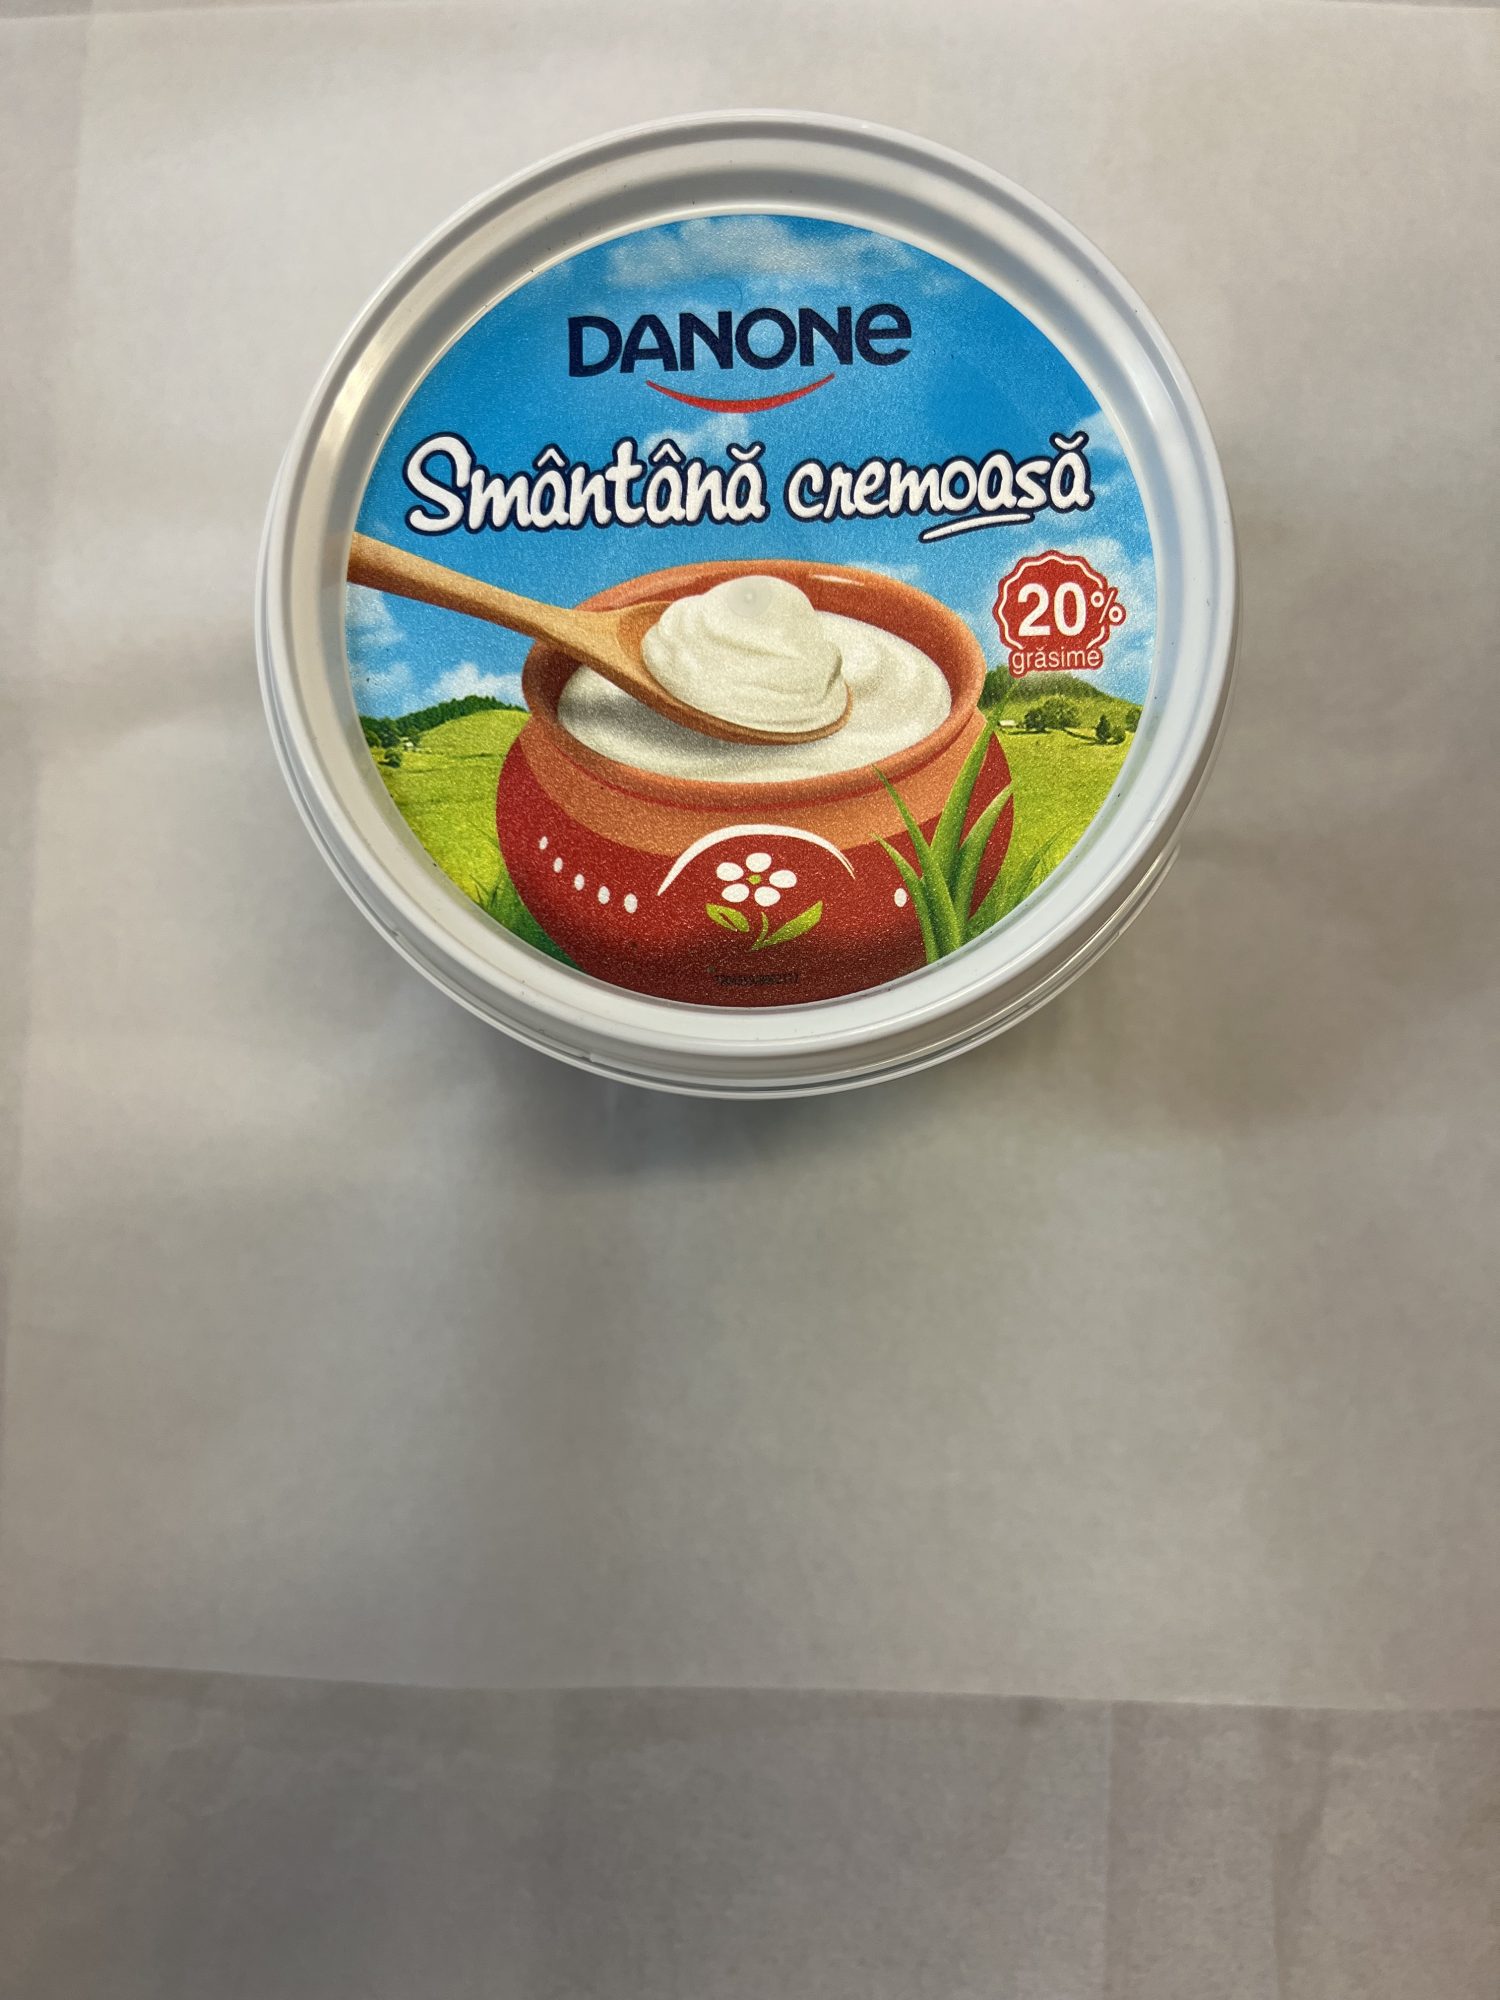 DANONE
Smântână cremoasă
20%
grăsime